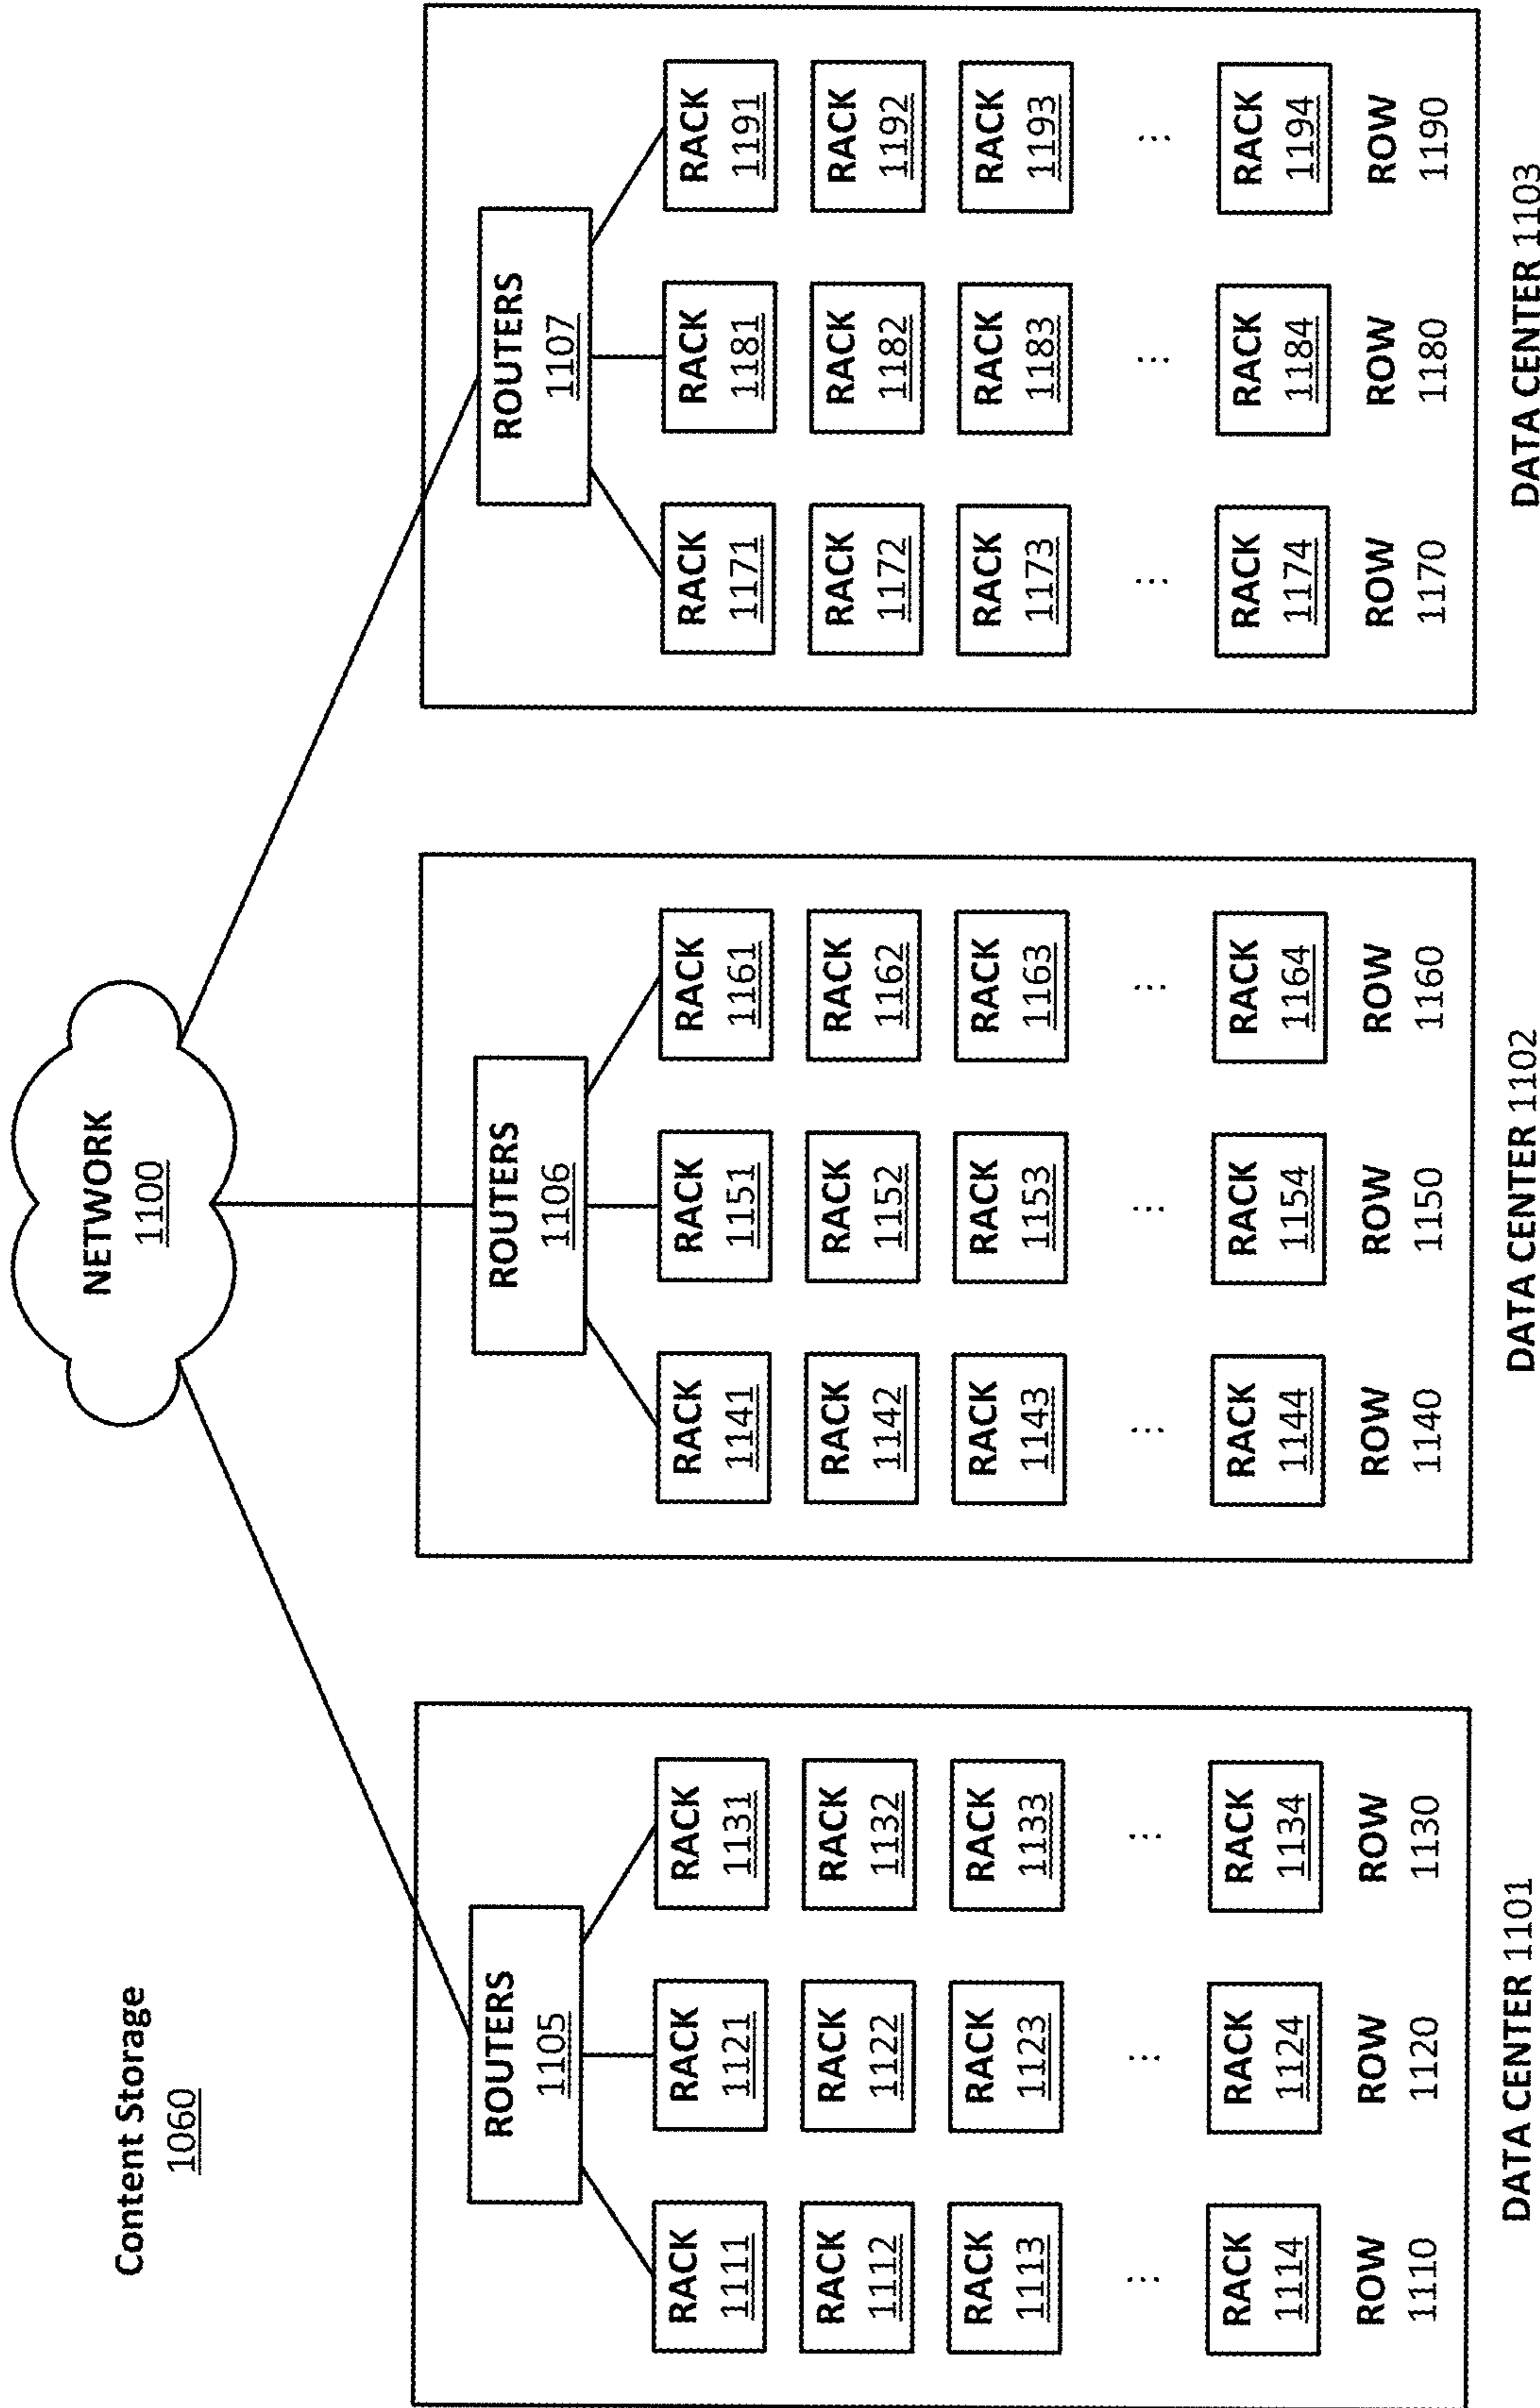 Content Storage
1060
NETWORK
1100
ROUTERS
1105
RACK
1111
RACK
1121
RACK
1131
RACK
1112
RACK
1122
RACK
1132
RACK
1113
RACK
1123
RACK
1133
...
...
...
RACK
1114
RACK
1124
RACK
1134
ROW
1110
ROW
1120
ROW
1130
DATA CENTER 1101
ROUTERS
1106
RACK
1141
RACK
1151
RACK
1161
RACK
1142
RACK
1152
RACK
1162
RACK
1143
RACK
1153
RACK
1163
...
...
...
RACK
1144
RACK
1154
RACK
1164
ROW
1140
ROW
1150
ROW
1160
DATA CENTER 1102
ROUTERS
1107
RACK
1171
RACK
1181
RACK
1191
RACK
1172
RACK
1182
RACK
1192
RACK
1173
RACK
1183
RACK
1193
...
...
...
RACK
1174
RACK
1184
RACK
1194
ROW
1170
ROW
1180
ROW
1190
DATA CENTER 1103